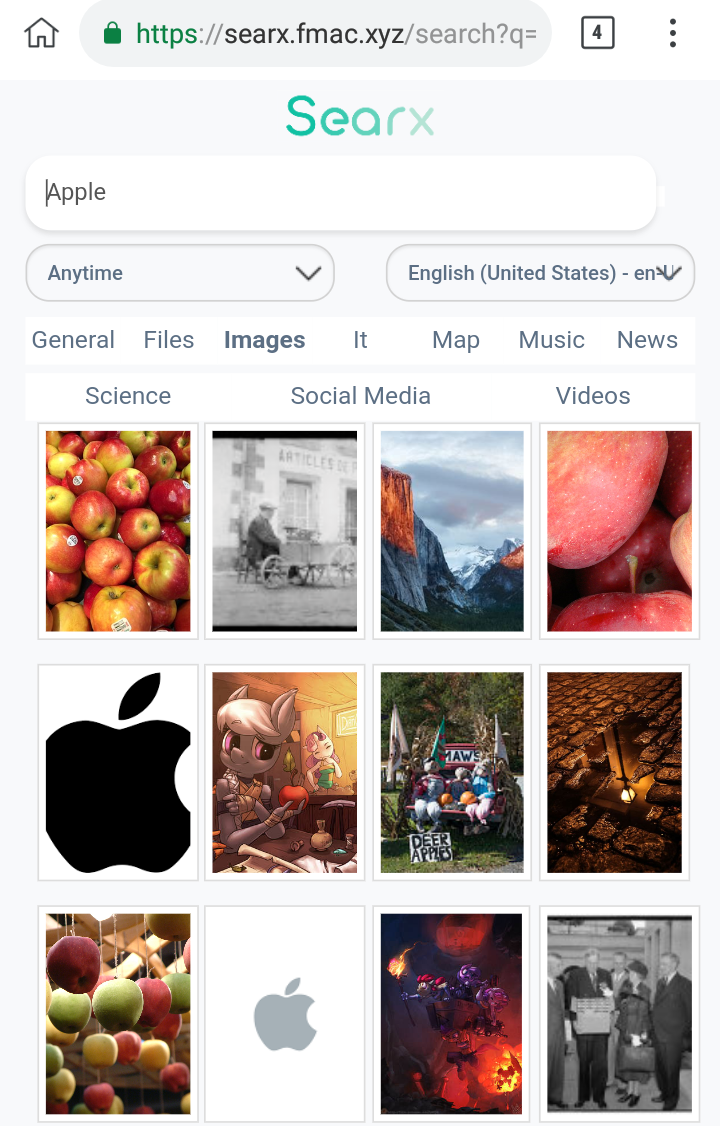 4
https://searx.fmac.xyz/search?q=
Searx
Apple
Anytime
English (United States) - en-U
General Files Images It Map Music News
Science Social Media Videos
ARTICLES DE P
MAWS
DEER
APPLES